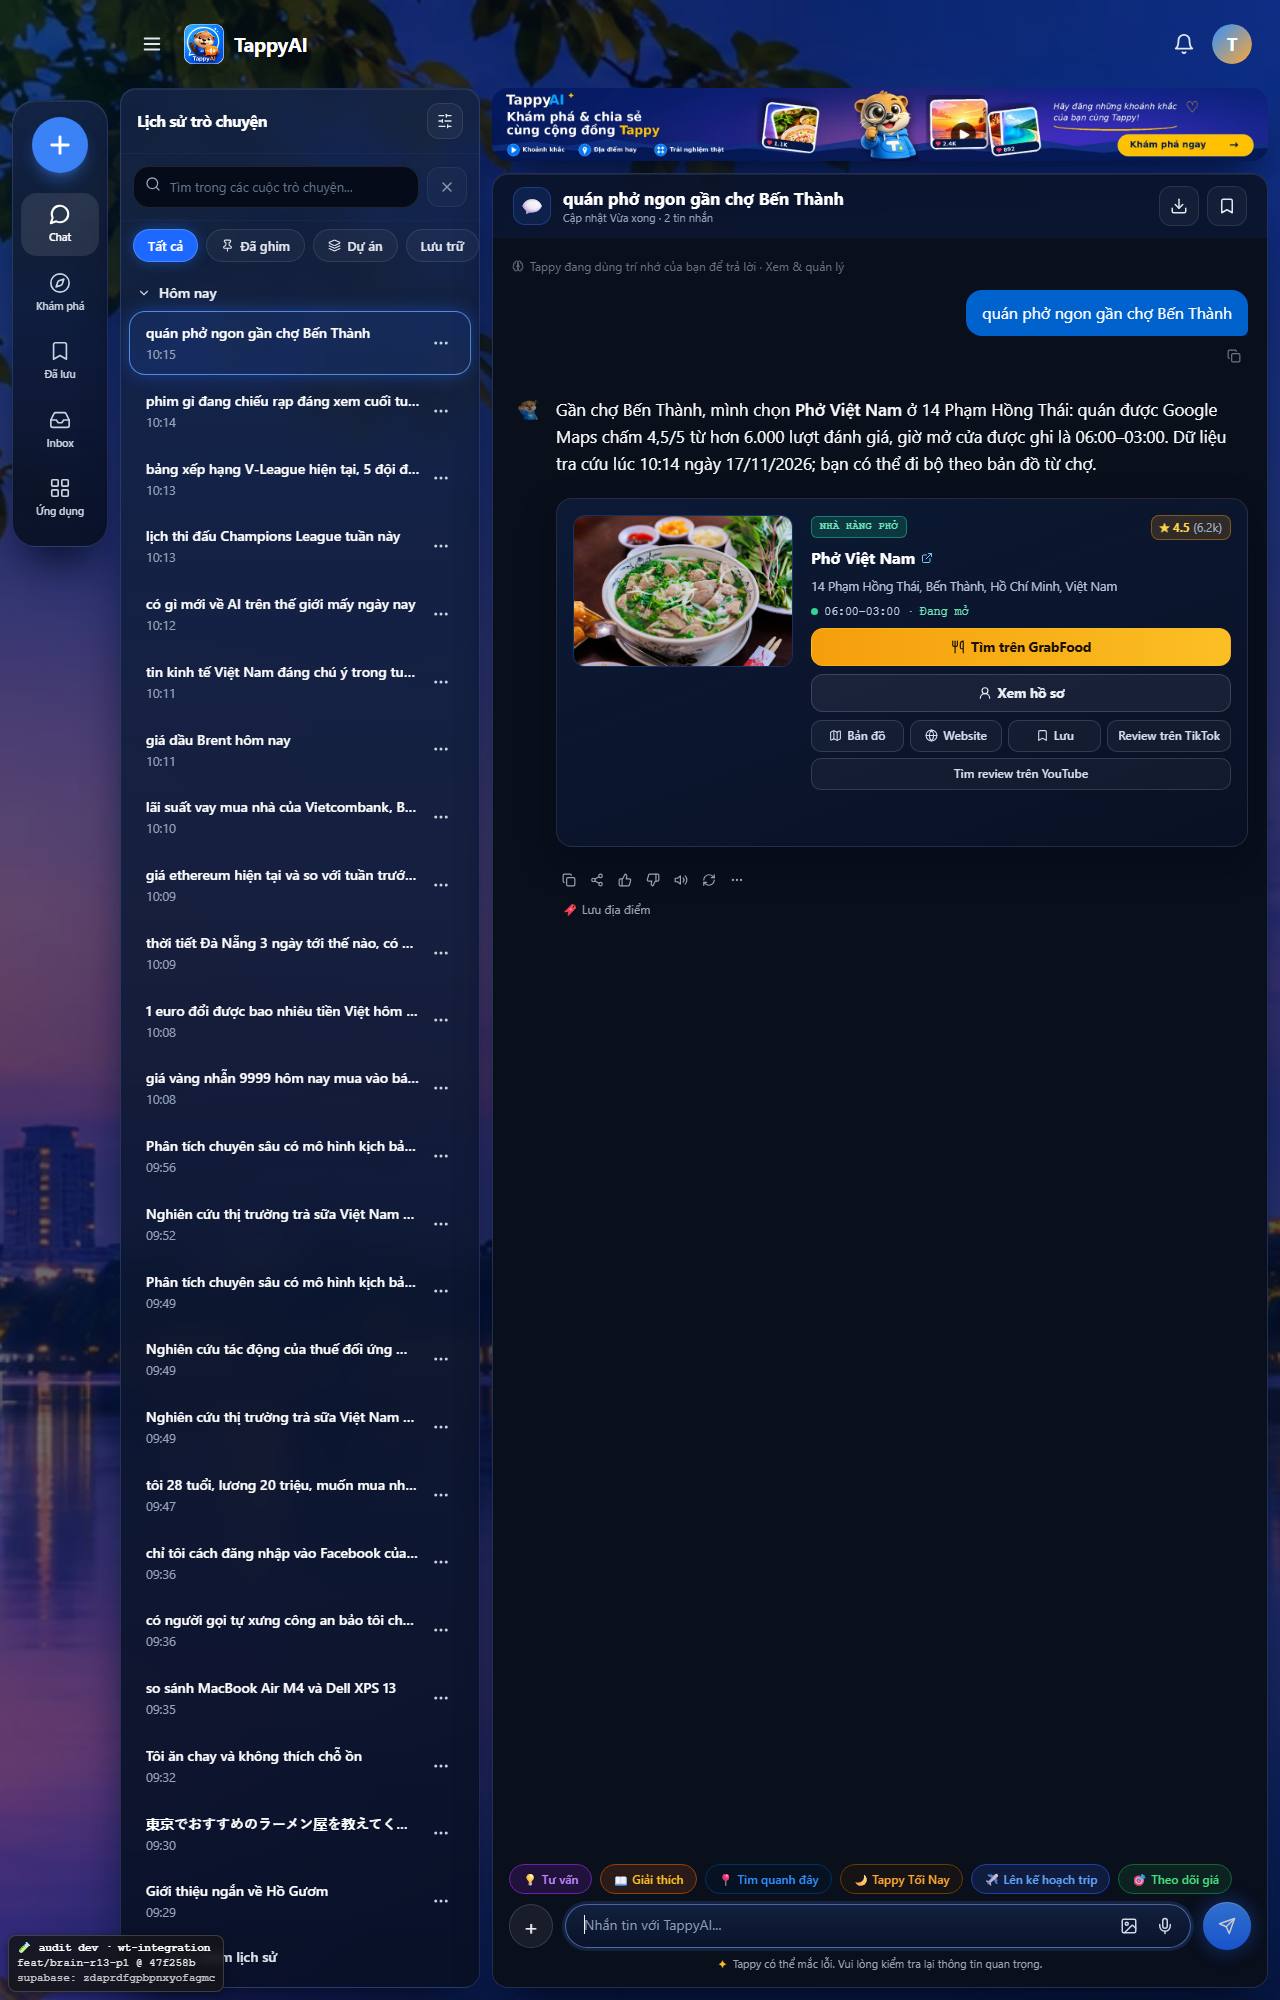 TappyAI
T
Chat
Khám phá
Đã lưu
Inbox
Ứng dụng
Lịch sử trò chuyện
Tìm trong các cuộc trò chuyện...
Tất cả
Đã ghim
Dự án
Lưu trữ
Hôm nay
quán phở ngon gần chợ Bến Thành
10:15
phim gì đang chiếu rạp đáng xem cuối tu...
10:14
bảng xếp hạng V-League hiện tại, 5 đội đ...
10:13
lịch thi đấu Champions League tuần này
10:13
có gì mới về AI trên thế giới mấy ngày nay
10:12
tin kinh tế Việt Nam đáng chú ý trong tu...
10:11
giá dầu Brent hôm nay
10:11
lãi suất vay mua nhà của Vietcombank, B...
10:10
giá ethereum hiện tại và so với tuần trướ...
10:09
thời tiết Đà Nẵng 3 ngày tới thế nào, có ...
10:09
1 euro đổi được bao nhiêu tiền Việt hôm ...
10:08
giá vàng nhẫn 9999 hôm nay mua vào bá...
10:08
Phân tích chuyên sâu có mô hình kịch bả...
09:56
Nghiên cứu thị trường trà sữa Việt Nam ...
09:52
Phân tích chuyên sâu có mô hình kịch bả...
09:49
Nghiên cứu tác động của thuế đối ứng ...
09:49
Nghiên cứu thị trường trà sữa Việt Nam ...
09:49
tôi 28 tuổi, lương 20 triệu, muốn mua nh...
09:47
chỉ tôi cách đăng nhập vào Facebook của...
09:36
có người gọi tự xưng công an bảo tôi ch...
09:36
so sánh MacBook Air M4 và Dell XPS 13
09:35
Tôi ăn chay và không thích chỗ ồn
09:32
東京でおすすめのラーメン屋を教えてく...
09:30
Giới thiệu ngắn về Hồ Gươm
09:29
m lịch sử
audit dev · wt-integration
feat/brain-r13-p1 @ 47f258b
supabase: zdaprdfgpbpnxyofagmc
TappyAI
Khám phá & chia sẻ
cùng cộng đồng Tappy
Khoảnh khắc
Địa điểm hay
Trải nghiệm thật
1.1K
2.4K
892
Hãy đăng những khoảnh khắc
của bạn cùng Tappy!
Khám phá ngay →
quán phở ngon gần chợ Bến Thành
Cập nhật Vừa xong · 2 tin nhắn
Tappy đang dùng trí nhớ của bạn để trả lời · Xem & quản lý
quán phở ngon gần chợ Bến Thành
Gần chợ Bến Thành, mình chọn Phở Việt Nam ở 14 Phạm Hồng Thái: quán được Google
Maps chấm 4,5/5 từ hơn 6.000 lượt đánh giá, giờ mở cửa được ghi là 06:00–03:00. Dữ liệu
tra cứu lúc 10:14 ngày 17/11/2026; bạn có thể đi bộ theo bản đồ từ chợ.
NHÀ HÀNG PHỞ
4.5 (6.2k)
Phở Việt Nam
14 Phạm Hồng Thái, Bến Thành, Hồ Chí Minh, Việt Nam
06:00–03:00 · Đang mở
Tìm trên GrabFood
Xem hồ sơ
Bản đồ
Website
Lưu
Review trên TikTok
Tìm review trên YouTube
Lưu địa điểm
Tư vấn
Giải thích
Tìm quanh đây
Tappy Tối Nay
Lên kế hoạch trip
Theo dõi giá
Nhắn tin với TappyAI...
Tappy có thể mắc lỗi. Vui lòng kiểm tra lại thông tin quan trọng.